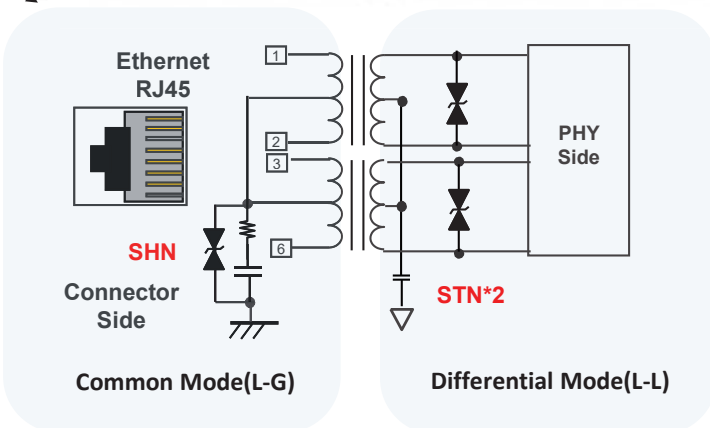 Ethernet
RJ45
1
2
3
6
SHN
Connector
Side
Common Mode(L-G)
PHY
Side
STN*2
Differential Mode(L-L)